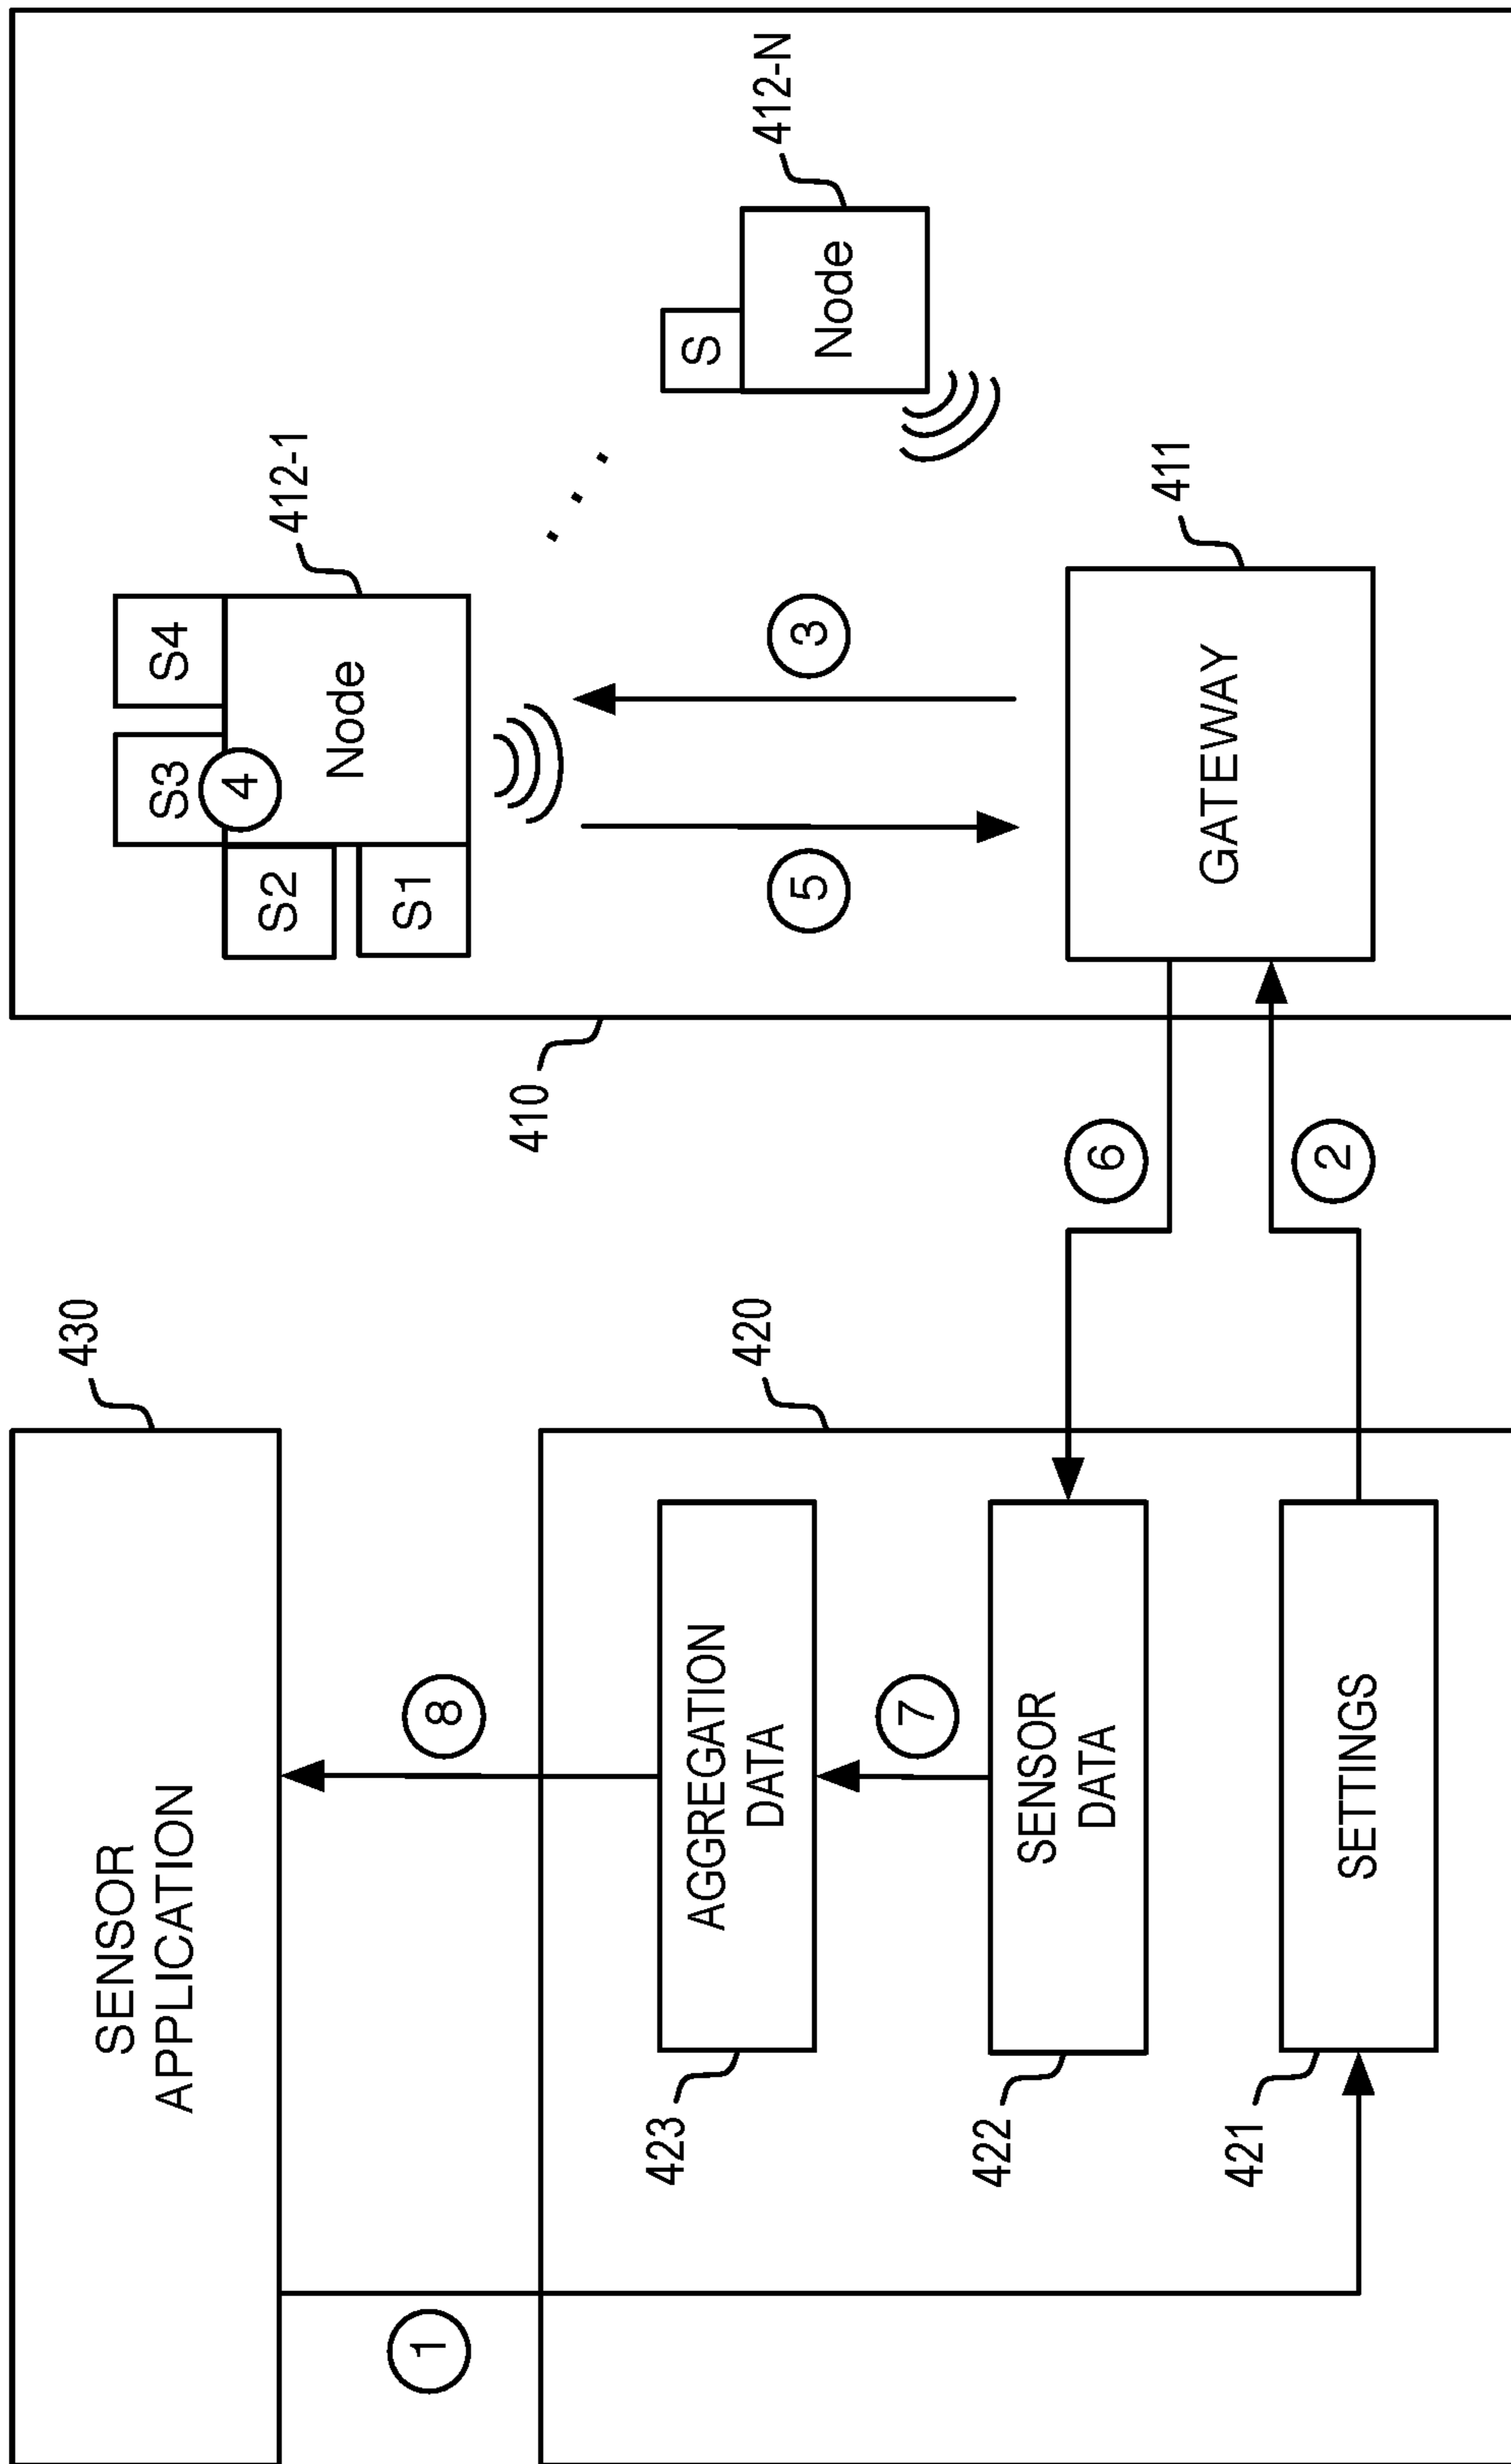 SENSOR
APPLICATION
430
1
8
420
AGGREGATION
DATA
423
7
SENSOR
DATA
422
SETTINGS
421
6
2
410
S3
S4
S2
4
S1
Node
412-1
S
Node
412-N
5
3
GATEWAY
411